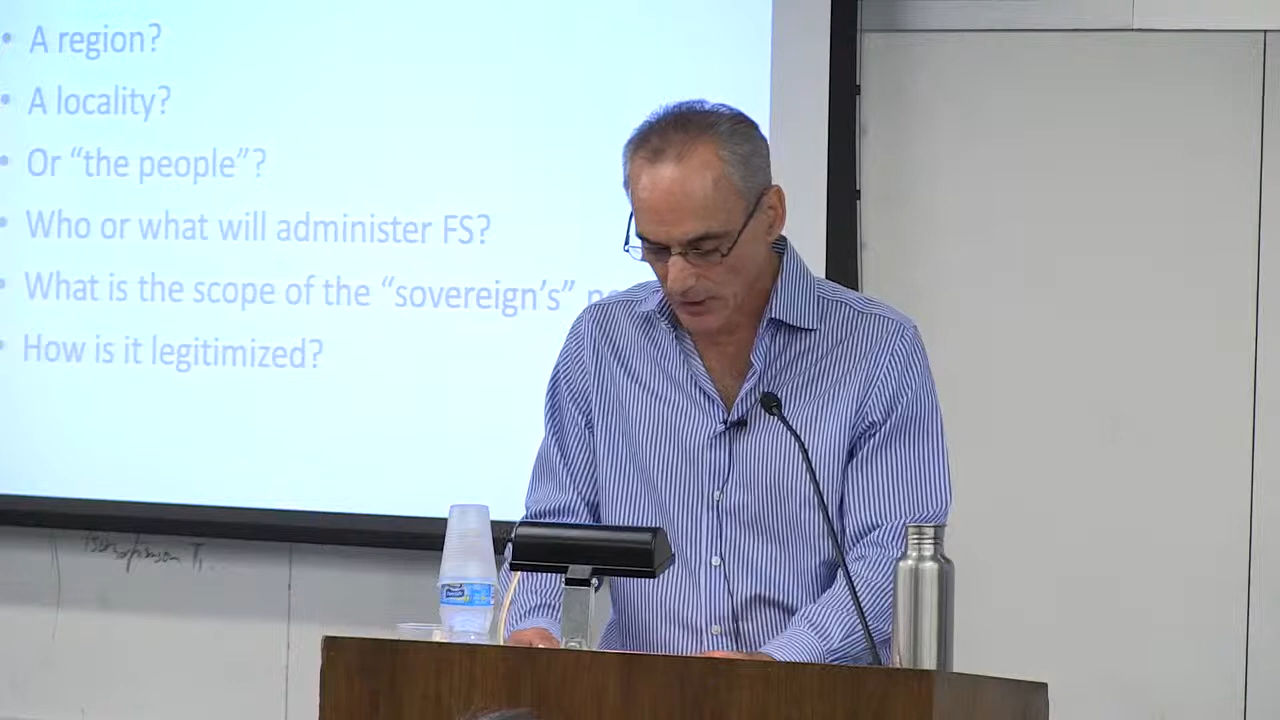 • A region?
• A locality?
• Or “the people”?
• Who or what will administer FS?
• What is the scope of the “sovereign’s”
• How is it legitimized?